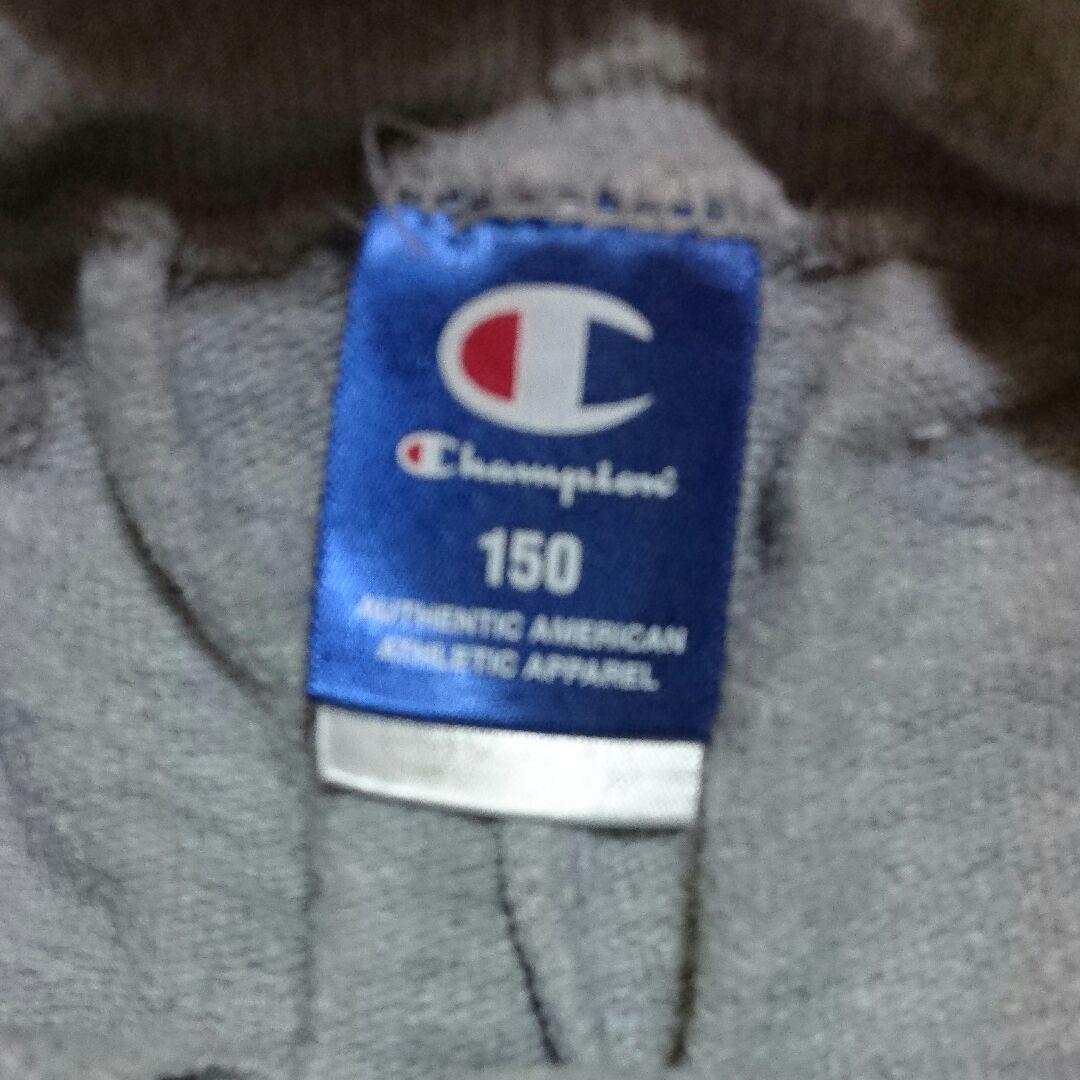 Champion
150
AUTHENTIC AMERICAN
ATHLETIC APPAREL